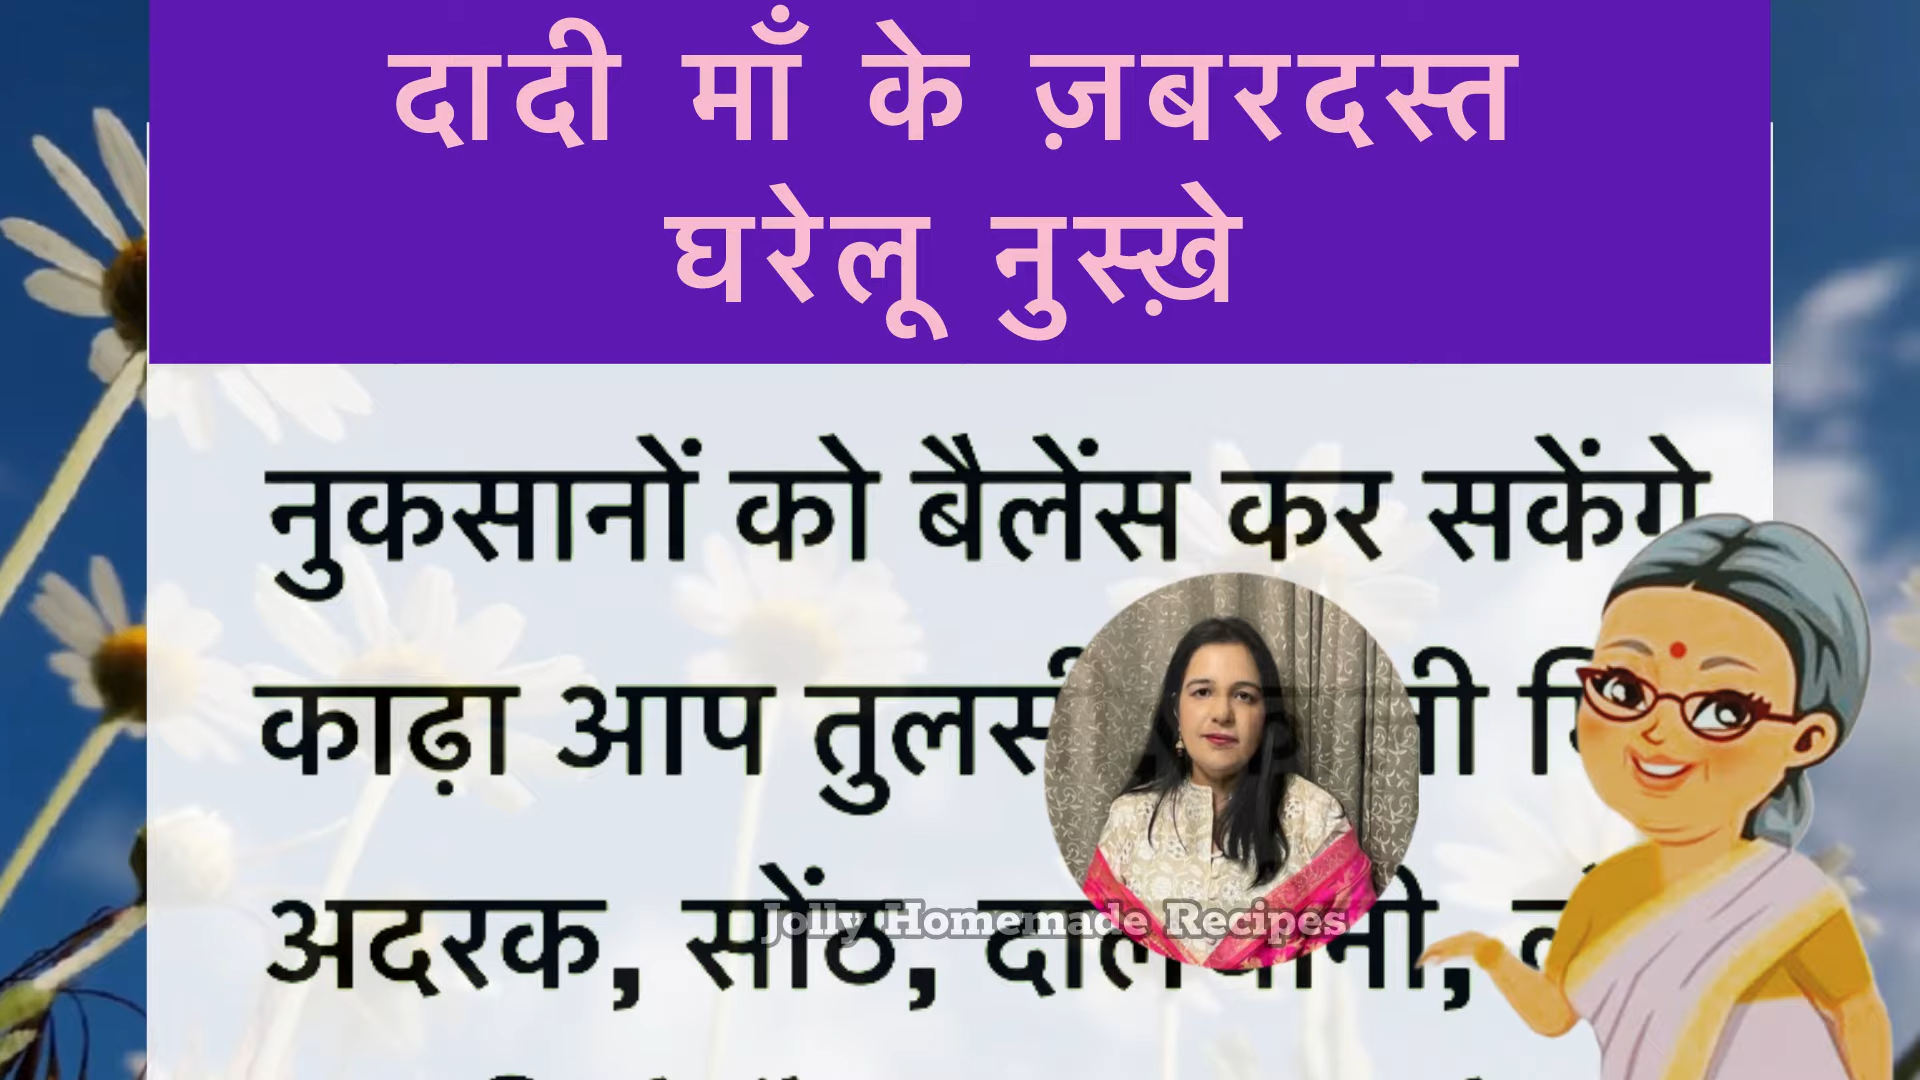 दादी माँ के ज़बरदस्त
घरेलू नुस्ख़े
नुकसानों को बैलेंस कर सकेंगे
काढ़ा आप तुलसी
अदरक, सोंठ,
Jolly Homemade Recipes